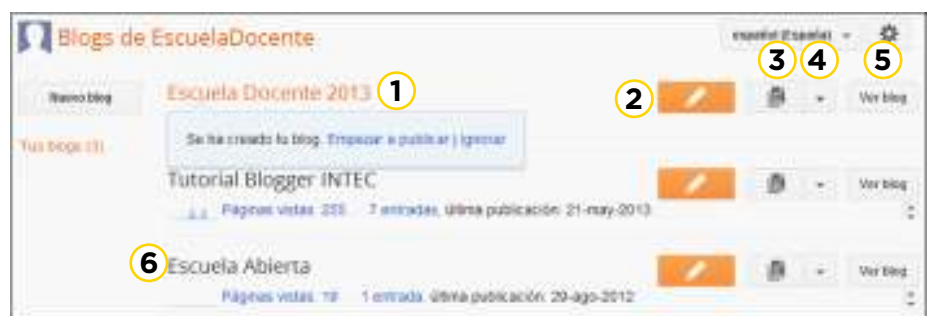 Blogs de EscuelaDocente
español (España)
3 4 5
Nuevo blog
Escuela Docente 2013 1
2
Ver blog
Tus blogs (3)
Se ha creado tu blog. Empezar a publicar | Ignorar
Tutorial Blogger INTEC
Ver blog
Páginas vistas: 255 7 entradas, última publicación: 21-may-2013
6 Escuela Abierta
Ver blog
Páginas vistas: 19 1 entrada, última publicación: 29-ago-2012